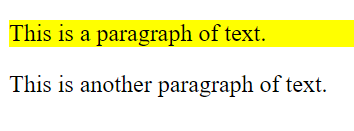 This is a paragraph of text.
This is another paragraph of text.